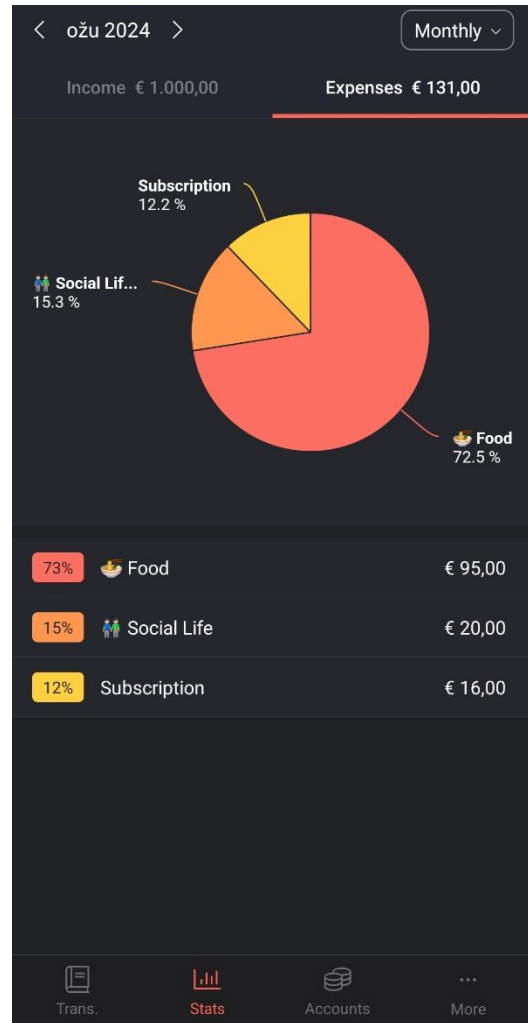 < ožu 2024 > Monthly
Income € 1.000,00 Expenses € 131,00
Subscription
12.2 %
Social Lif...
15.3 %
Food
72.5 %
73% Food € 95,00
15% Social Life € 20,00
12% Subscription € 16,00
Trans. Stats Accounts More